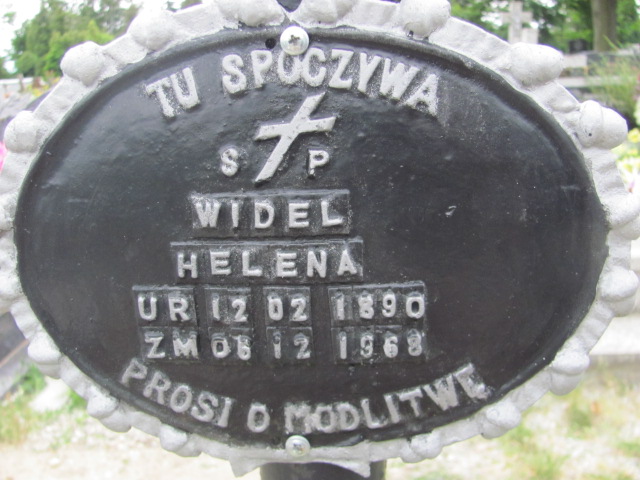 TU SPOCZYWA
S P
WIDEL
HELENA
UR 12 02 1890
ZM 06 12 1968
PROSI O MODLITWĘ